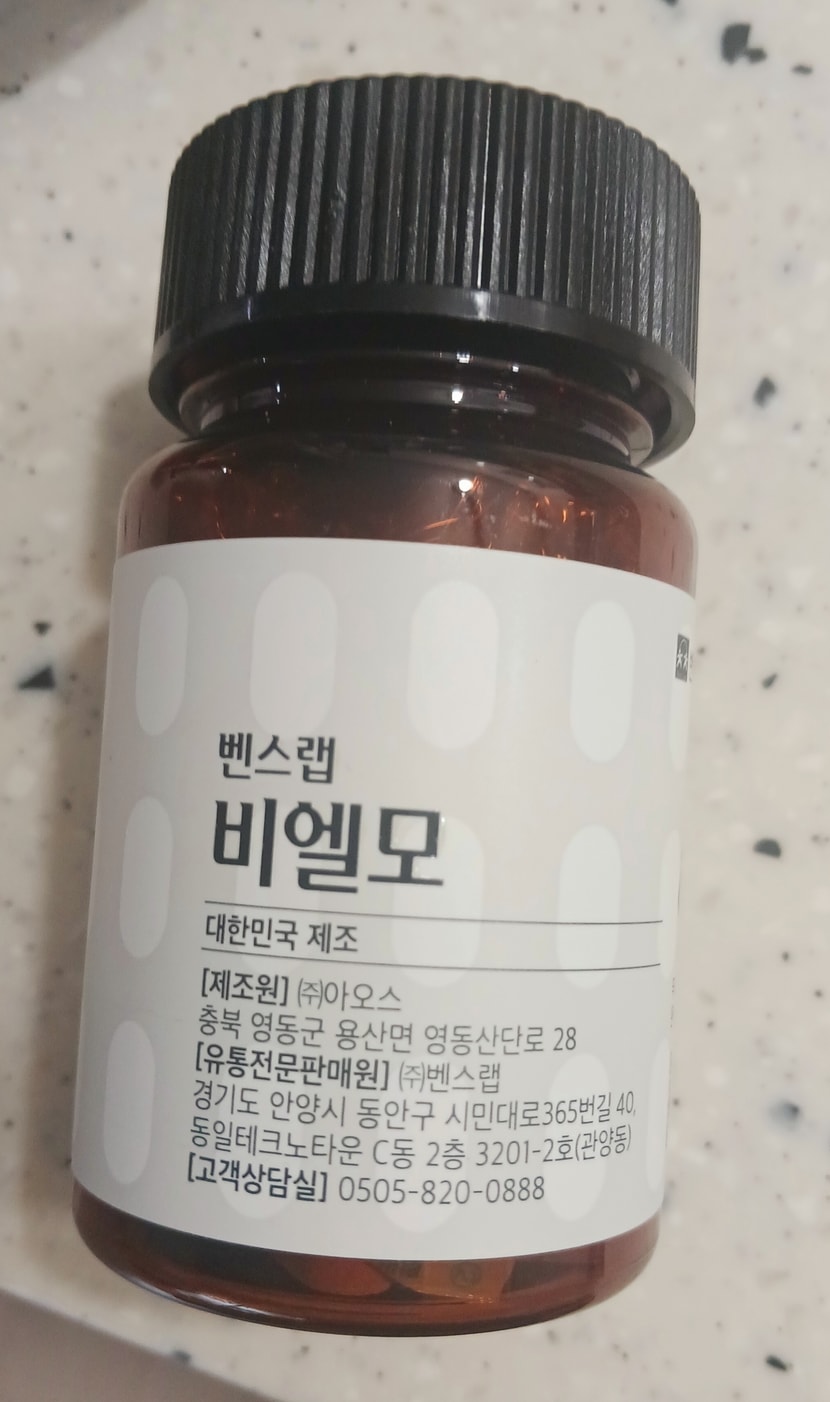 벤스랩
비엘모
대한민국 제조
[제조원] ㈜아오스
충북 영동군 용산면 영동산단로 28
[유통전문판매원] ㈜벤스랩
경기도 안양시 동안구 시민대로365번길 40,
동일테크노타운 C동 2층 3201-2호(관양동)
[고객상담실] 0505-820-0888